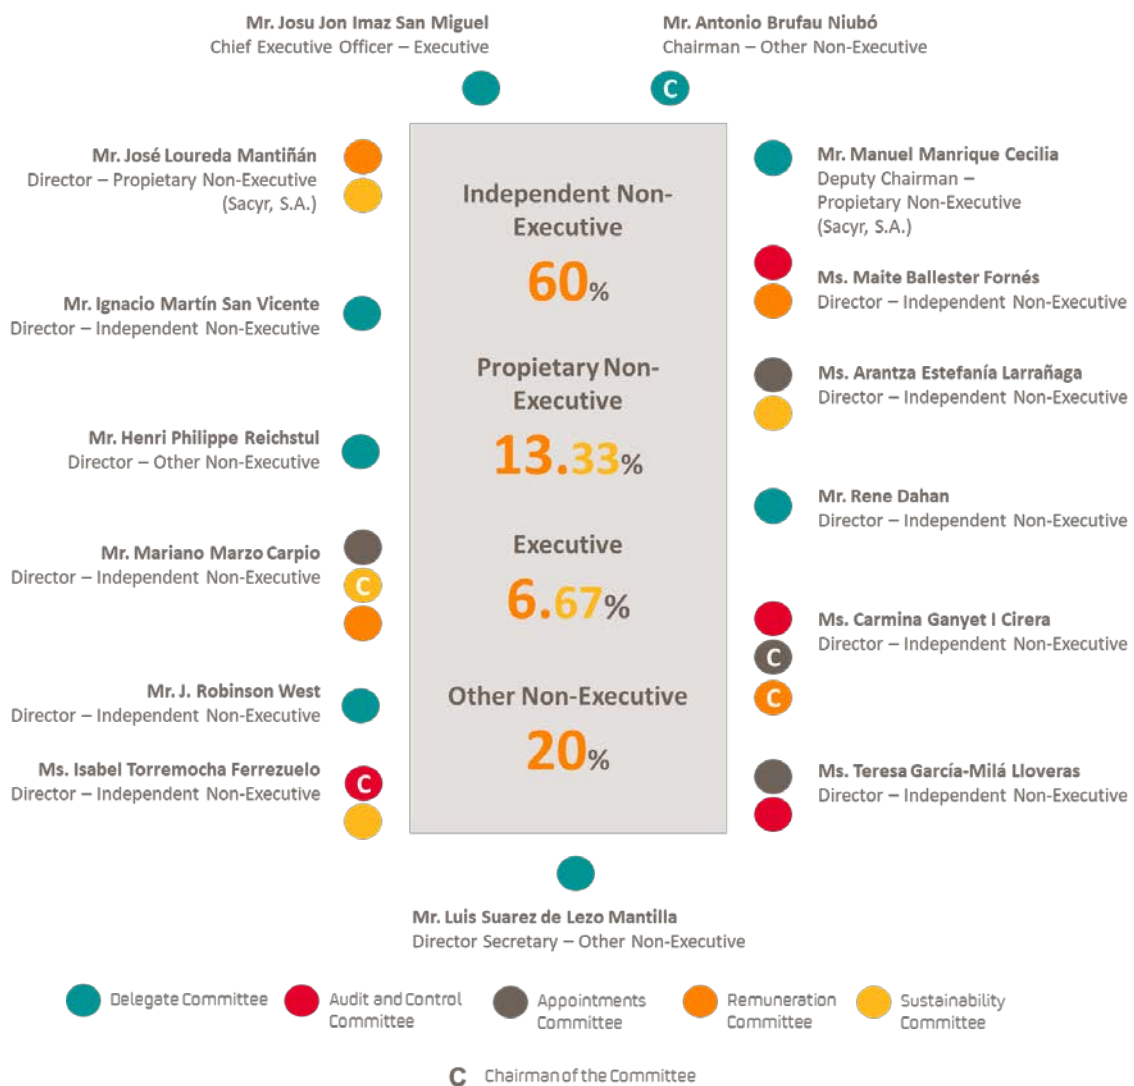 Mr. Josu Jon Imaz San Miguel
Chief Executive Officer – Executive
Mr. Antonio Brufau Niubó
Chairman – Other Non-Executive
C
Mr. José Loureda Mantiñán
Director – Propietary Non-Executive
(Sacyr, S.A.)
Mr. Ignacio Martín San Vicente
Director – Independent Non-Executive
Mr. Henri Philippe Reichstul
Director – Other Non-Executive
Mr. Mariano Marzo Carpio
Director – Independent Non-Executive
C
Mr. J. Robinson West
Director – Independent Non-Executive
Ms. Isabel Torremocha Ferrezuelo
Director – Independent Non-Executive
C
Independent Non-
Executive
60%
Propietary Non-
Executive
13.33%
Executive
6.67%
Other Non-Executive
20%
Mr. Manuel Manrique Cecilia
Deputy Chairman –
Propietary Non-Executive
(Sacyr, S.A.)
Ms. Maite Ballester Fornés
Director – Independent Non-Executive
Ms. Arantza Estefanía Larrañaga
Director – Independent Non-Executive
Mr. Rene Dahan
Director – Independent Non-Executive
Ms. Carmina Ganyet I Cirera
Director – Independent Non-Executive
C
C
Ms. Teresa García-Milá Lloveras
Director – Independent Non-Executive
Mr. Luis Suarez de Lezo Mantilla
Director Secretary – Other Non-Executive
Delegate Committee
Audit and Control
Committee
Appointments
Committee
Remuneration
Committee
Sustainability
Committee
C Chairman of the Committee